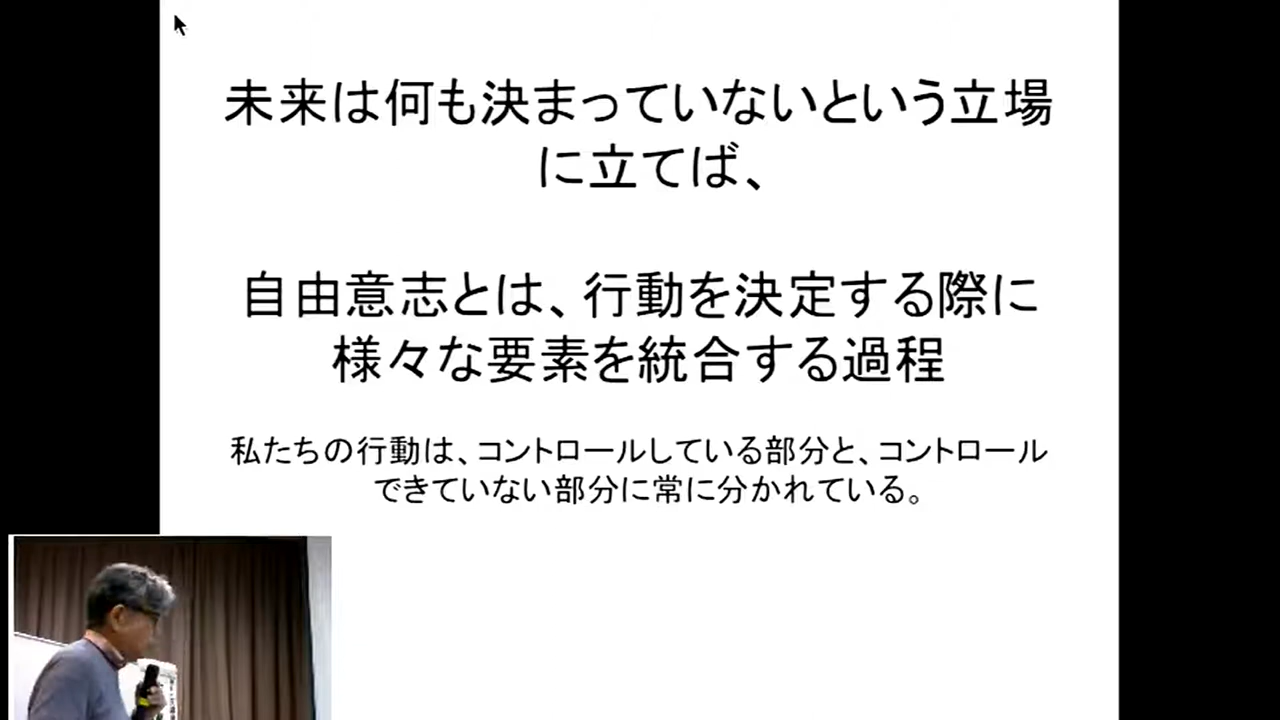 未来は何も決まっていないという立場
に立てば、
自由意志とは、行動を決定する際に
様々な要素を統合する過程
私たちの行動は、コントロールしている部分と、コントロール
できていない部分に常に分かれている。